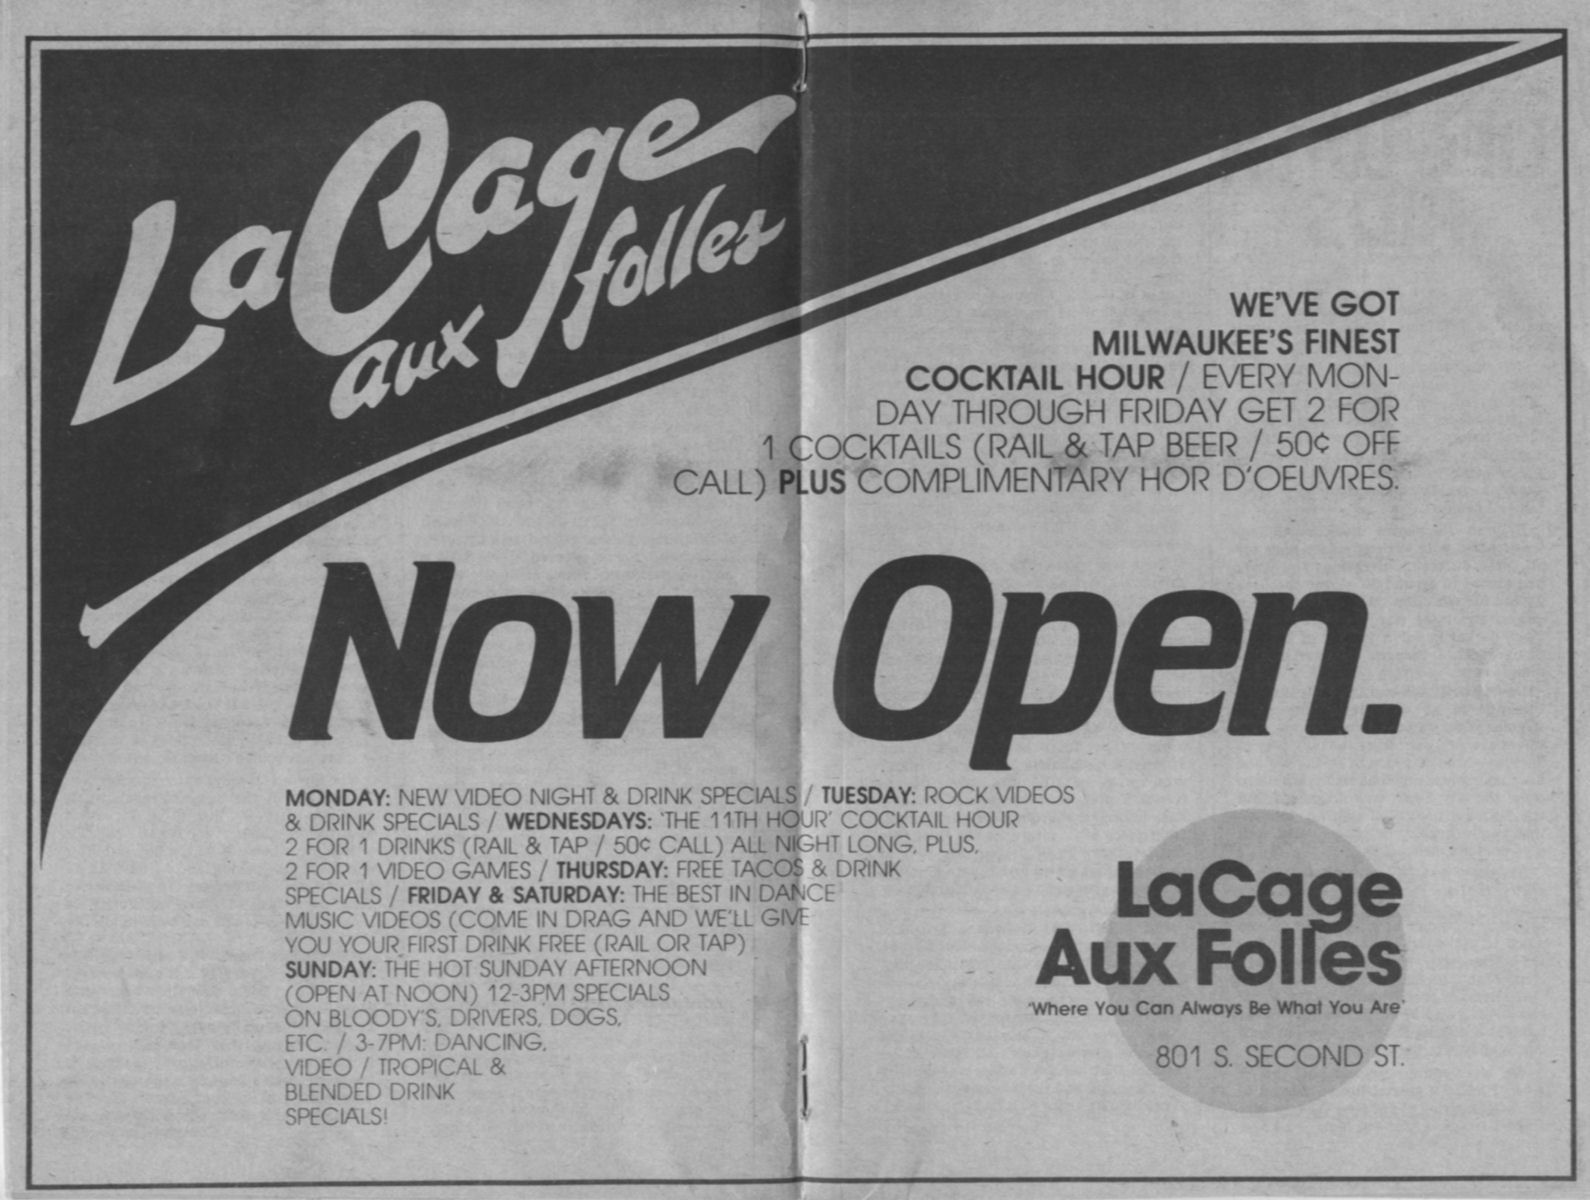 LaCage
aux folles
WE'VE GOT
MILWAUKEE'S FINEST
COCKTAIL HOUR / EVERY MON-
DAY THROUGH FRIDAY GET 2 FOR
1 COCKTAILS (RAIL & TAP BEER / 50¢ OFF
CALL) PLUS COMPLIMENTARY HOR D'OEUVRES.
Now Open.
MONDAY: NEW VIDEO NIGHT & DRINK SPECIALS / TUESDAY: ROCK VIDEOS
& DRINK SPECIALS / WEDNESDAYS: 'THE 11TH HOUR' COCKTAIL HOUR
2 FOR 1 DRINKS (RAIL & TAP / 50¢ CALL) ALL NIGHT LONG, PLUS,
2 FOR 1 VIDEO GAMES / THURSDAY: FREE TACOS & DRINK
SPECIALS / FRIDAY & SATURDAY: THE BEST IN DANCE
MUSIC VIDEOS (COME IN DRAG AND WE'LL GIVE
YOU YOUR FIRST DRINK FREE (RAIL OR TAP)
SUNDAY: THE HOT SUNDAY AFTERNOON
(OPEN AT NOON) 12-3PM SPECIALS
ON BLOODY'S, DRIVERS, DOGS,
ETC. / 3-7PM: DANCING,
VIDEO / TROPICAL &
BLENDED DRINK
SPECIALS!
LaCage
Aux Folles
'Where You Can Always Be What You Are'
801 S. SECOND ST.